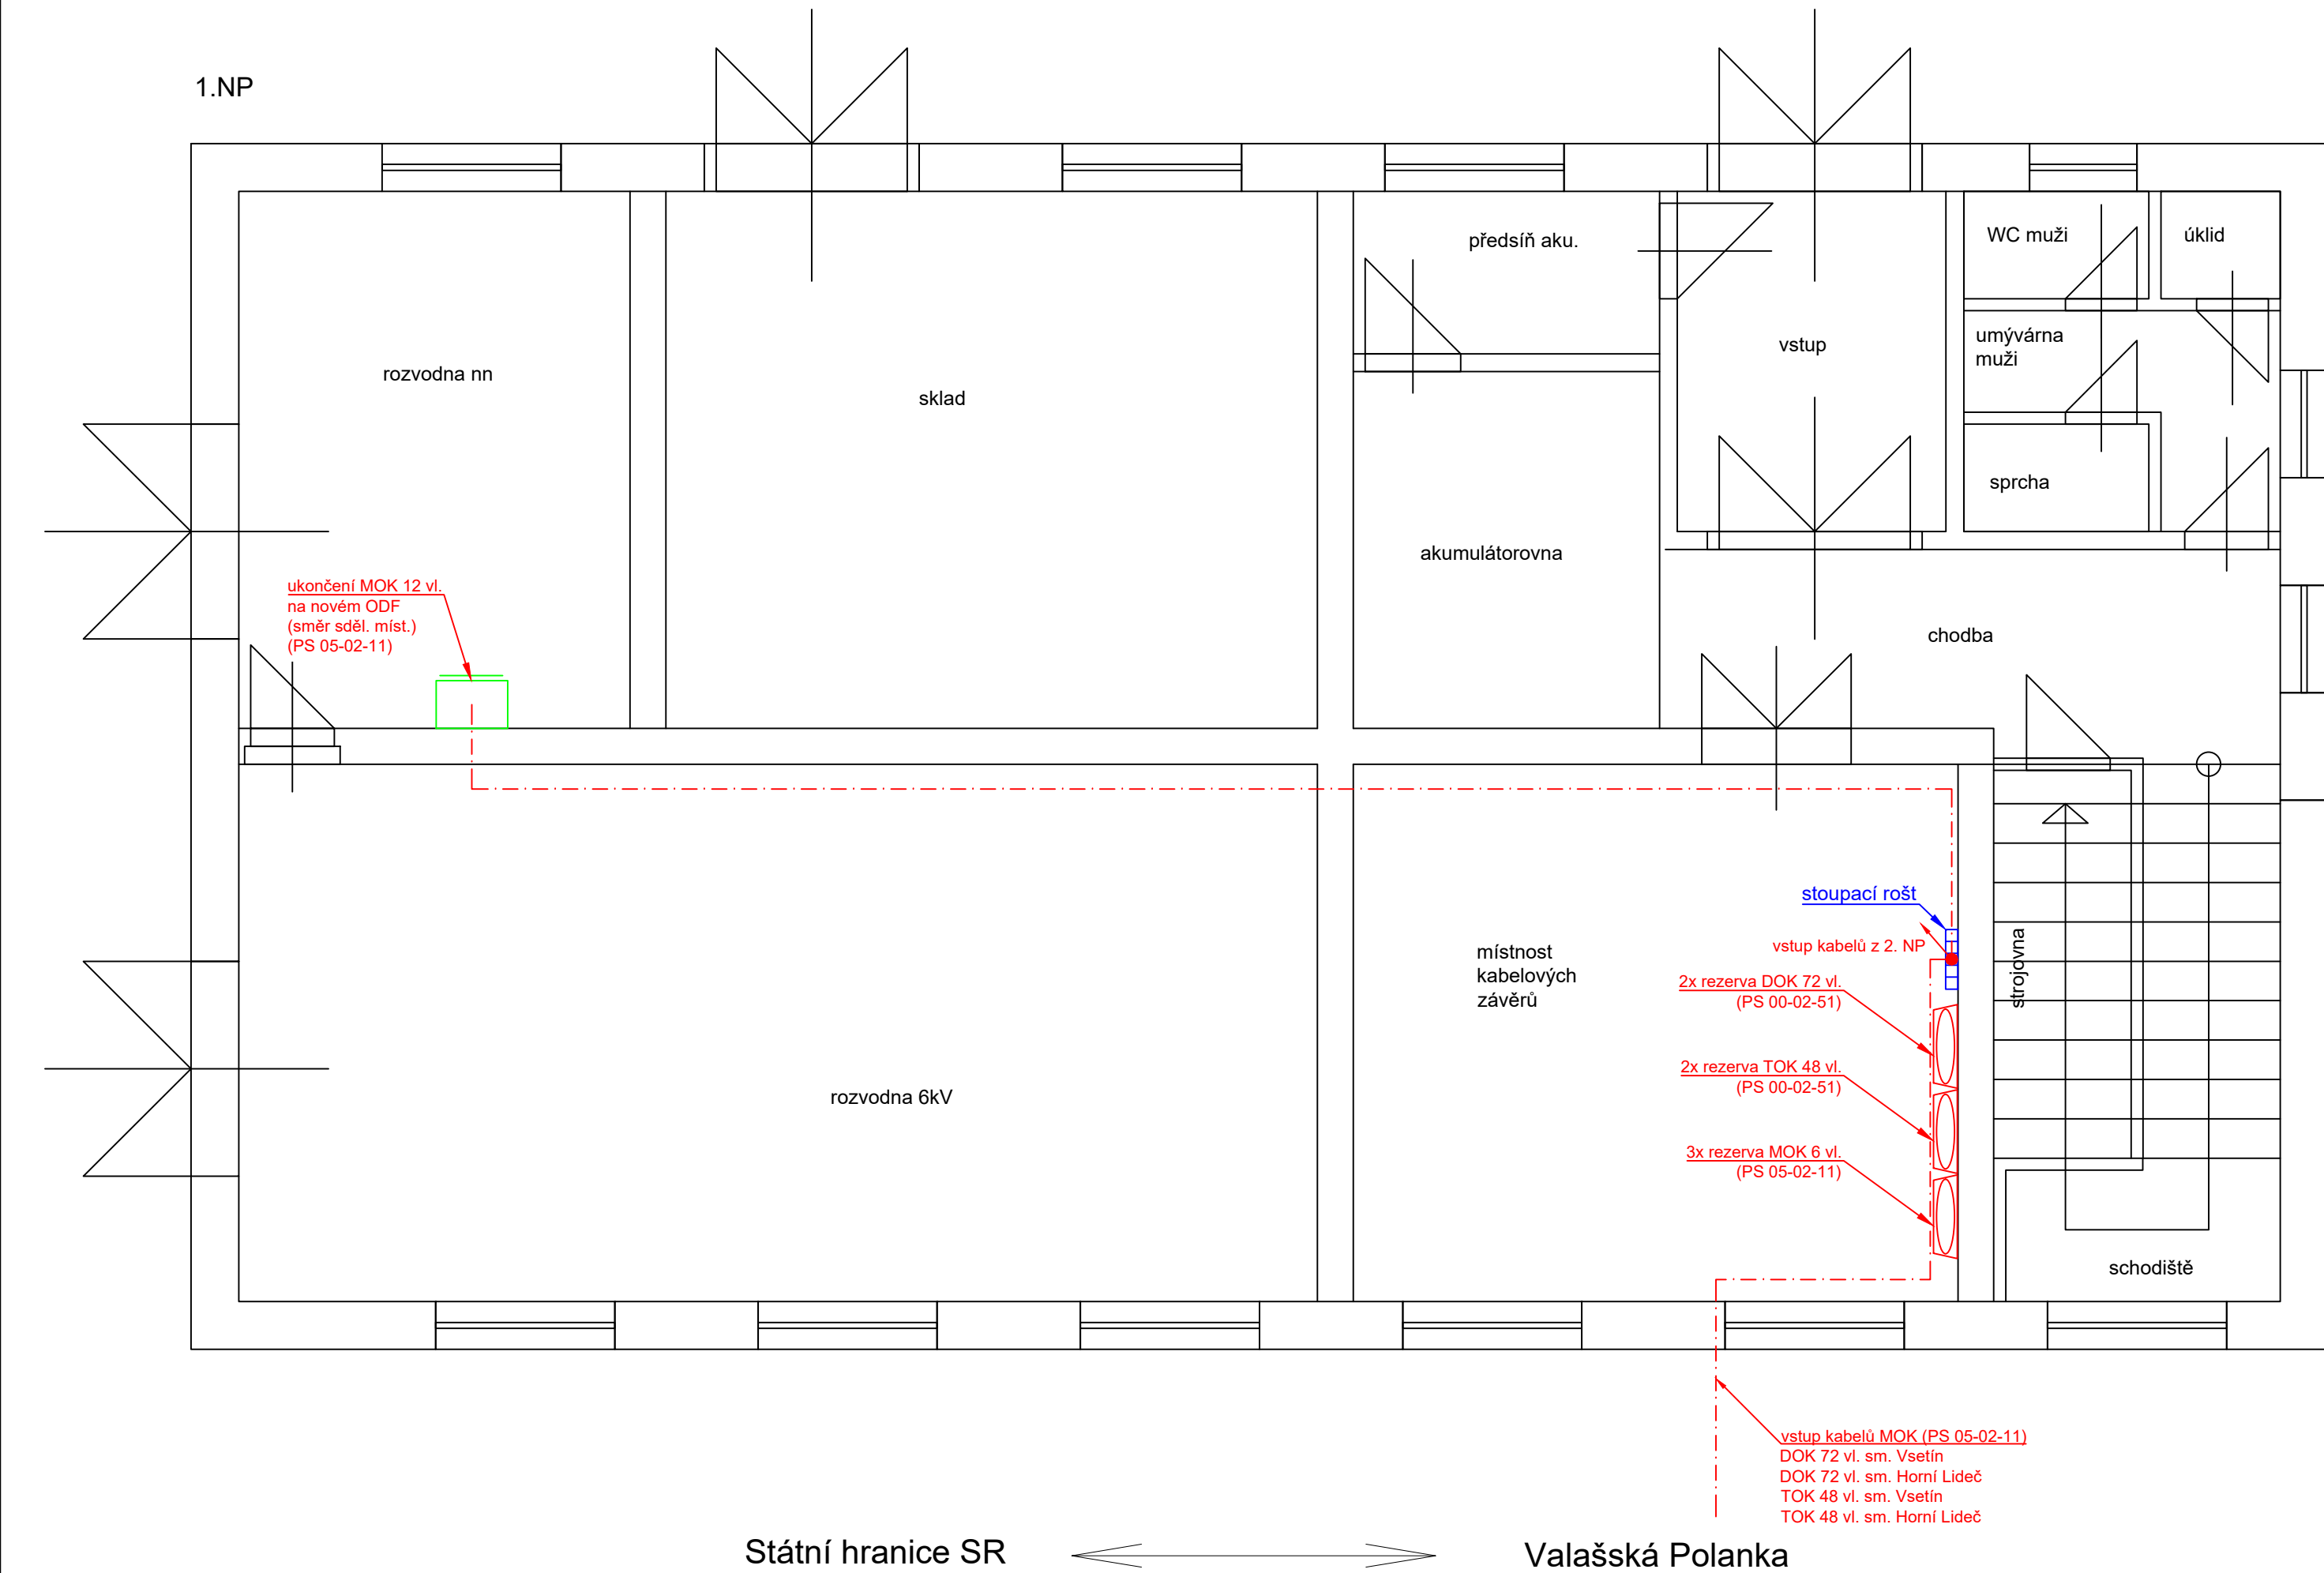 1.NP
předsíň aku.
WC muži
úklid
umývárna
muži
vstup
rozvodna nn
sklad
sprcha
akumulátorovna
ukončení MOK 12 vl.
na novém ODF
(směr sděl. míst.)
(PS 05-02-11)
chodba
stoupací rošt
vstup kabelů z 2. NP
místnost
kabelových
závěrů
strojovna
2x rezerva DOK 72 vl.
(PS 00-02-51)
2x rezerva TOK 48 vl.
(PS 00-02-51)
rozvodna 6kV
3x rezerva MOK 6 vl.
(PS 05-02-11)
schodiště
vstup kabelů MOK (PS 05-02-11)
DOK 72 vl. sm. Vsetín
DOK 72 vl. sm. Horní Lideč
TOK 48 vl. sm. Vsetín
TOK 48 vl. sm. Horní Lideč
Státní hranice SR
Valašská Polanka